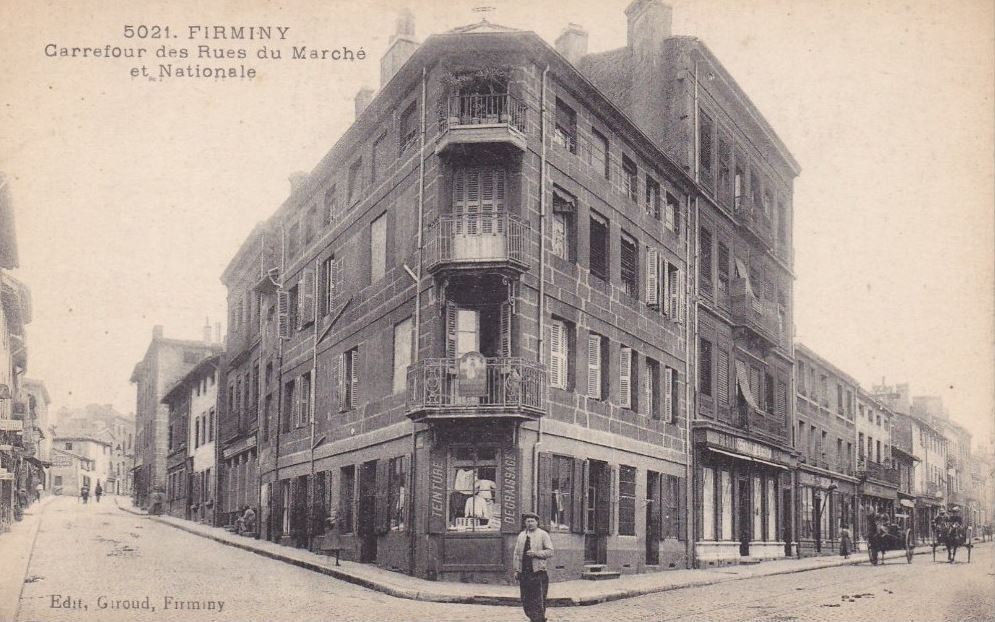 5021. FIRMINY
Carrefour des Rues du Marché
et Nationale
TEINTURE
DEGRAISSAGE
Edit, Giroud, Firminy